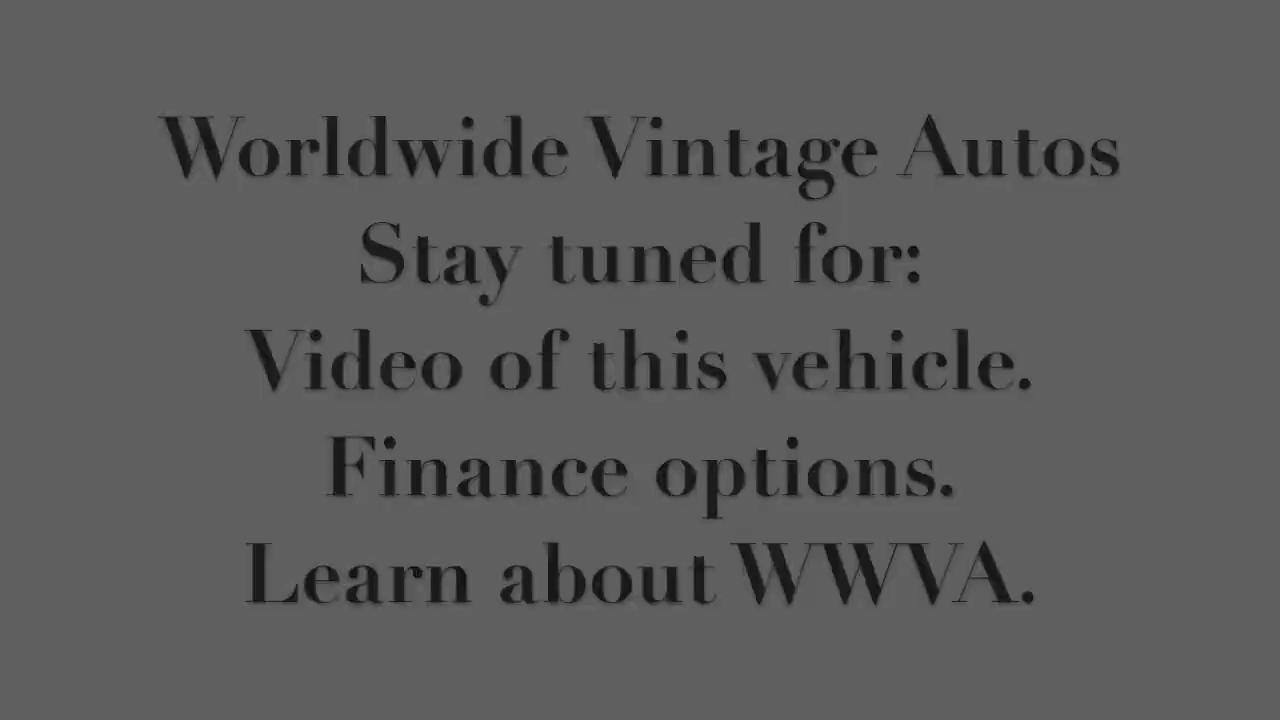 Worldwide Vintage Autos
Stay tuned for:
Video of this vehicle.
Finance options.
Learn about WWVA.